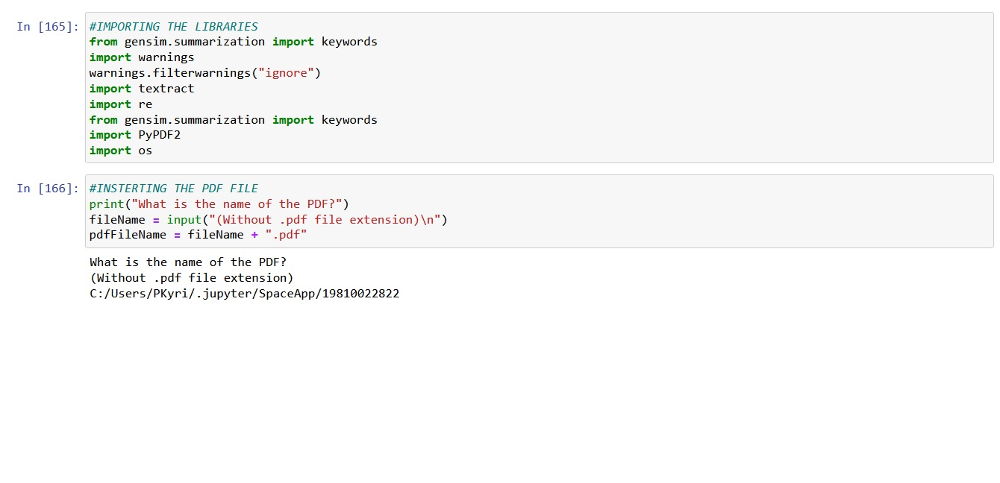 In [165]: #IMPORTING THE LIBRARIES
from gensim.summarization import keywords
import warnings
warnings.filterwarnings("ignore")
import textract
import re
from gensim.summarization import keywords
import PyPDF2
import os
In [166]: #INSTERTING THE PDF FILE
print("What is the name of the PDF?")
fileName = input("(Without .pdf file extension)\n")
pdfFileName = fileName + ".pdf"
What is the name of the PDF?
(Without .pdf file extension)
C:/Users/PKyri/.jupyter/SpaceApp/19810022822